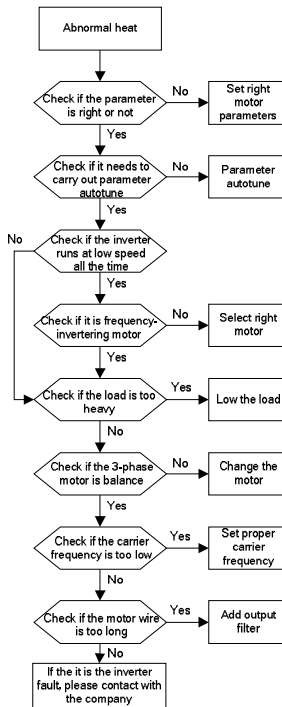 Abnormal heat
Check if the parameter
is right or not
No
Set right
motor
parameters
Yes
Check if it needs to
carry out parameter
autotune
No
Parameter
autotune
Yes
No
Check if the inverter
runs at low speed
all the time
Yes
Check if it is frequency-
invertering motor
No
Select right
motor
Yes
Check if the load is too
heavy
Yes
Low the load
No
Check if the 3-phase
motor is balance
No
Change the
motor
Yes
Check if the carrier
frequency is too low
Yes
Set proper
carrier
frequency
No
Check if the motor wire
is too long
Yes
Add output
filter
No
If the it is the inverter
fault, please contact with
the company